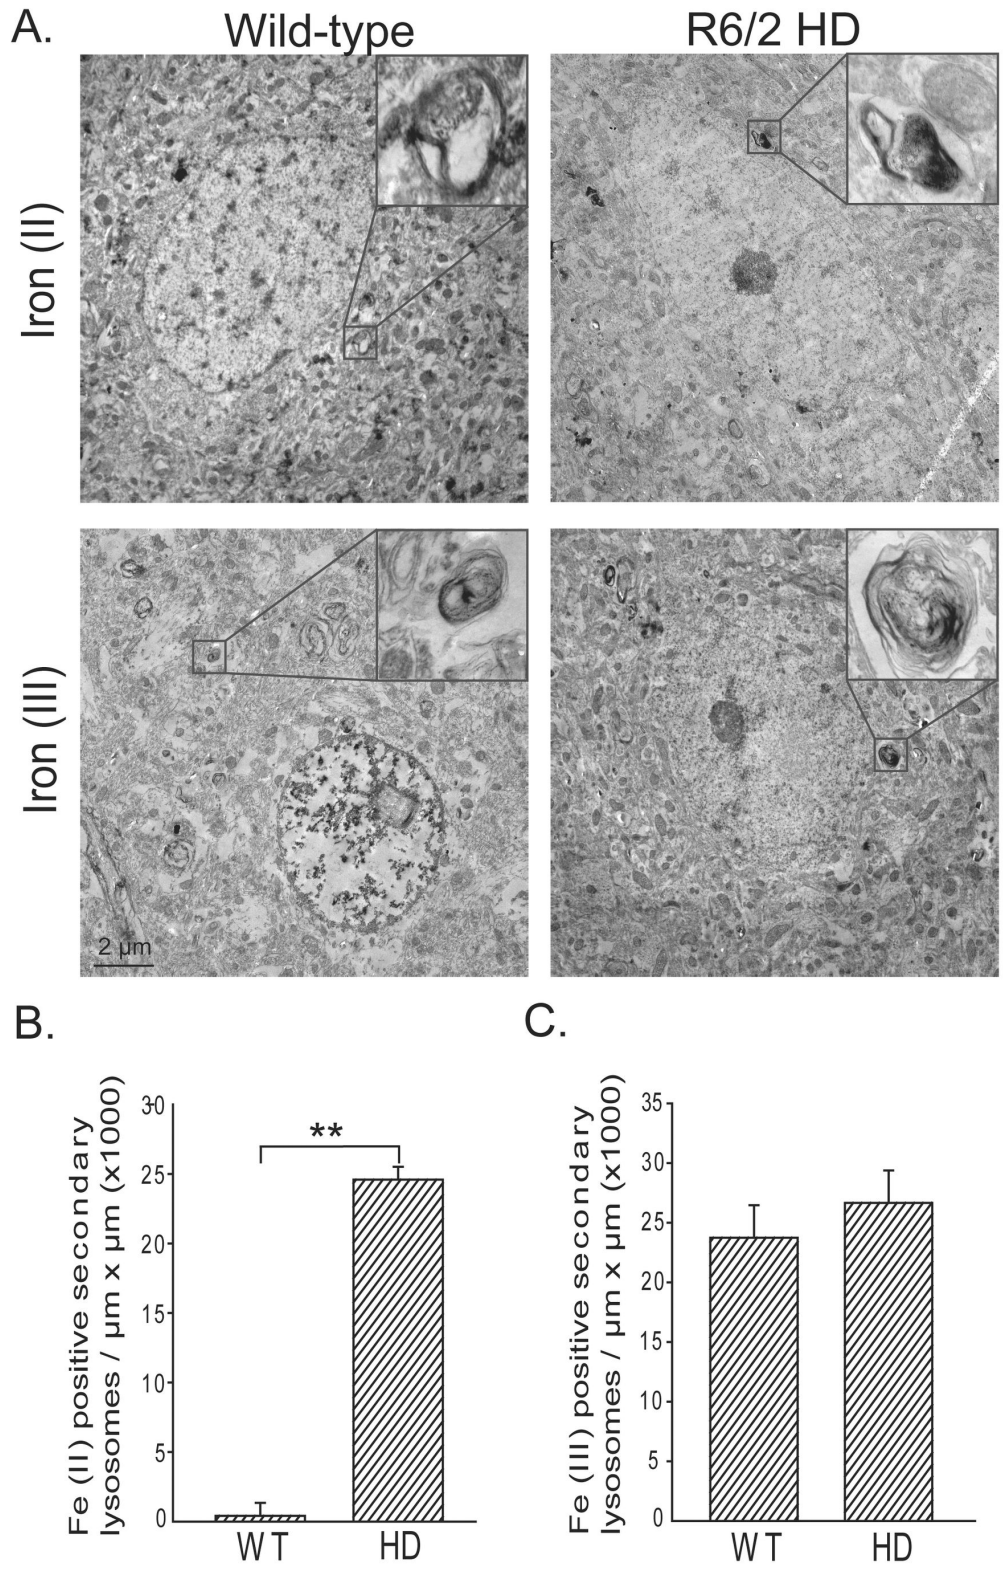 A.
Wild-type
R6/2 HD
Iron (II)
Iron (III)
2 µm
B.
Fe (II) positive secondary
lysosomes / µm x µm (x1000)
30
25
20
15
10
5
0
**
WT
HD
C.
Fe (III) positive secondary
lysosomes / µm x µm (x1000)
35
30
25
20
15
10
5
0
WT
HD